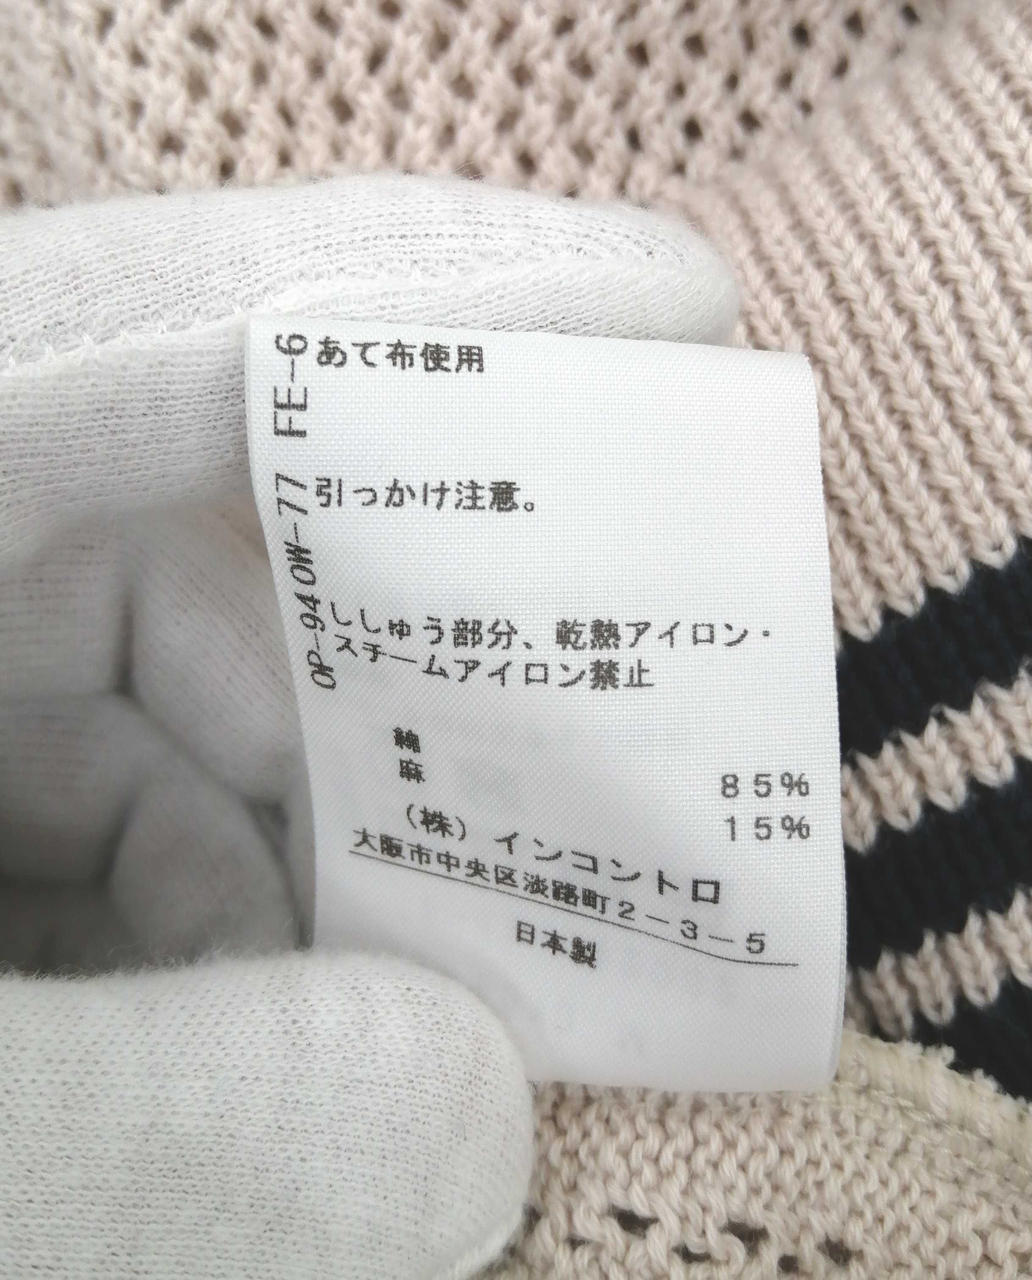 FE-6
OW-77
OP-94
あて布使用
引っかけ注意。
ししゅう部分、乾熱アイロン・
スチームアイロン禁止
綿 85%
麻 15%
(株)インコントロ
大阪市中央区淡路町2-3-5
日本製